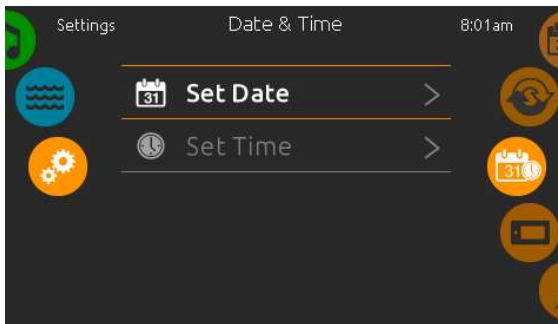 Settings Date & Time 8:01am
31 Set Date
Set Time
31
S